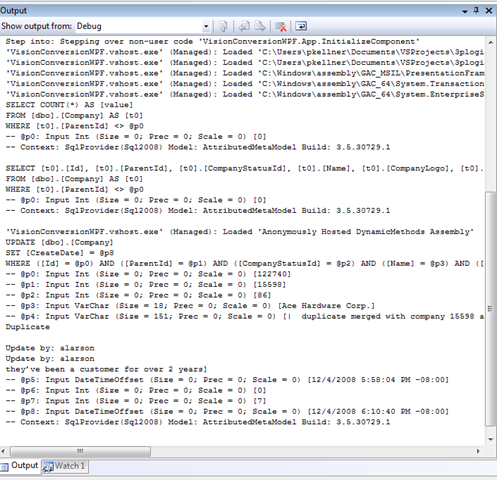 Output
Show output from: Debug
Step into: Stepping over non-user code 'VisionConversionWPF.App.InitializeComponent'
'VisionConversionWPF.vshost.exe' (Managed): Loaded 'C:\Users\pkellner\Documents\VSProjects\3plogi
'VisionConversionWPF.vshost.exe' (Managed): Loaded 'C:\Users\pkellner\Documents\VSProjects\3plogi
'VisionConversionWPF.vshost.exe' (Managed): Loaded 'C:\Windows\assembly\GAC_MSIL\PresentationFram
'VisionConversionWPF.vshost.exe' (Managed): Loaded 'C:\Windows\assembly\GAC_64\System.Transaction
'VisionConversionWPF.vshost.exe' (Managed): Loaded 'C:\Windows\assembly\GAC_64\System.EnterpriseS
SELECT COUNT(*) AS [value]
FROM [dbo].[Company] AS [t0]
WHERE [t0].[ParentId] <> @p0
-- @p0: Input Int (Size = 0; Prec = 0; Scale = 0) [0]
-- Context: SqlProvider(Sql2008) Model: AttributedMetaModel Build: 3.5.30729.1
SELECT [t0].[Id], [t0].[ParentId], [t0].[CompanyStatusId], [t0].[Name], [t0].[CompanyLogo], [t0].
FROM [dbo].[Company] AS [t0]
WHERE [t0].[ParentId] <> @p0
-- @p0: Input Int (Size = 0; Prec = 0; Scale = 0) [0]
-- Context: SqlProvider(Sql2008) Model: AttributedMetaModel Build: 3.5.30729.1
'VisionConversionWPF.vshost.exe' (Managed): Loaded 'Anonymously Hosted DynamicMethods Assembly'
UPDATE [dbo].[Company]
SET [CreateDate] = @p8
WHERE ([Id] = @p0) AND ([ParentId] = @p1) AND ([CompanyStatusId] = @p2) AND ([Name] = @p3) AND ([
-- @p0: Input Int (Size = 0; Prec = 0; Scale = 0) [122740]
-- @p1: Input Int (Size = 0; Prec = 0; Scale = 0) [15598]
-- @p2: Input Int (Size = 0; Prec = 0; Scale = 0) [86]
-- @p3: Input VarChar (Size = 18; Prec = 0; Scale = 0) [Ace Hardware Corp.]
-- @p4: Input VarChar (Size = 151; Prec = 0; Scale = 0) [| duplicate merged with company 15598 a
Duplicate
Update by: alarson
Update by: alarson
they've been a customer for over 2 years]
-- @p5: Input DateTimeOffset (Size = 0; Prec = 0; Scale = 0) [12/4/2008 5:58:04 PM -08:00]
-- @p6: Input Int (Size = 0; Prec = 0; Scale = 0) [0]
-- @p7: Input Int (Size = 0; Prec = 0; Scale = 0) [7]
-- @p8: Input DateTimeOffset (Size = 0; Prec = 0; Scale = 0) [12/4/2008 6:10:40 PM -08:00]
-- Context: SqlProvider(Sql2008) Model: AttributedMetaModel Build: 3.5.30729.1
Output Watch 1